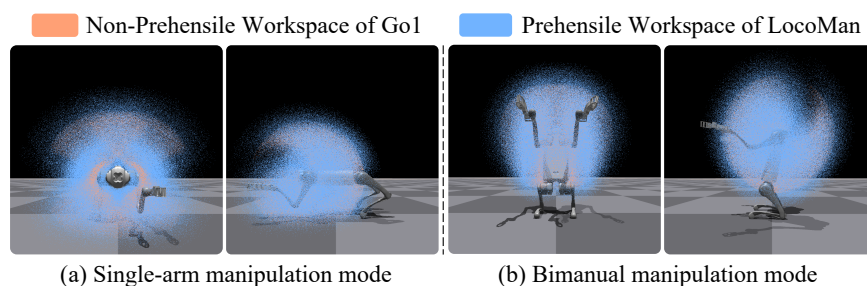 Non-Prehensile Workspace of Go1
Prehensile Workspace of LocoMan
(a) Single-arm manipulation mode
(b) Bimanual manipulation mode